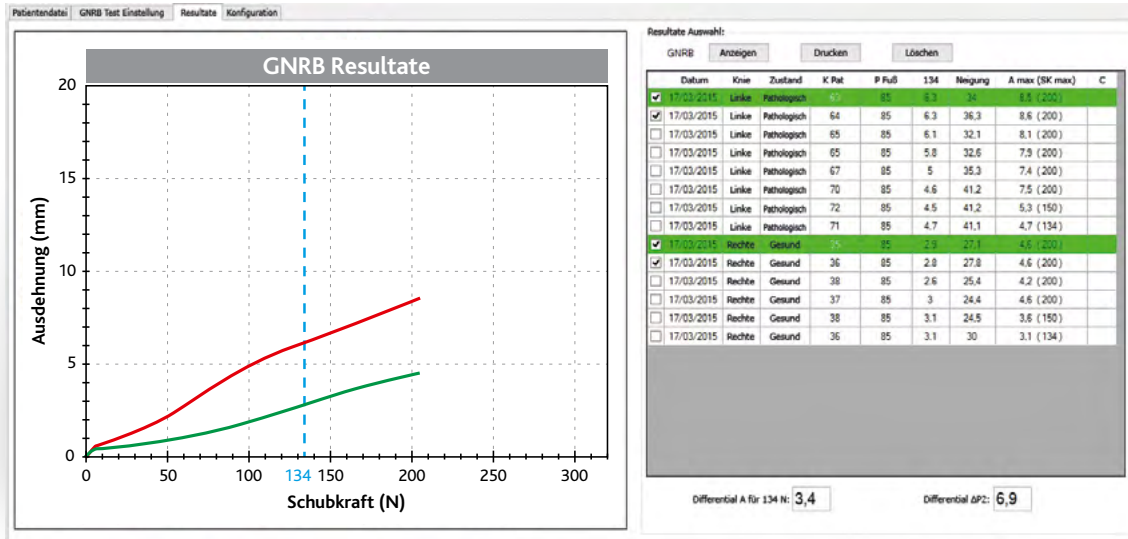 Patientendatei GNRB Test Einstellung Resultate Konfiguration
GNRB Resultate
Ausdehnung (mm)
20
15
10
5
0
0 50 100 134 150 200 250 300
Schubkraft (N)
Resultate Auswahl:
GNRB Anzeigen Drucken Löschen
Datum Knie Zustand K Pat P Fuß 134 Neigung A max (SK max) C
17/03/2015 Linke Pathologisch 85 6.3 34 8,5 (200)
17/03/2015 Linke Pathologisch 64 85 6.3 36,3 8,6 (200)
17/03/2015 Linke Pathologisch 65 85 6.1 32.1 8,1 (200)
17/03/2015 Linke Pathologisch 65 85 5.8 32,6 7,9 (200)
17/03/2015 Linke Pathologisch 67 85 5 35.3 7,4 (200)
17/03/2015 Linke Pathologisch 70 85 4.6 41,2 7,5 (200)
17/03/2015 Linke Pathologisch 72 85 4.5 41,2 5,3 (150)
17/03/2015 Linke Pathologisch 71 85 4.7 41,1 4,7 (134)
17/03/2015 Rechte Gesund 35 85 2.9 27,1 4,6 (200)
17/03/2015 Rechte Gesund 36 85 2.8 27,8 4,6 (200)
17/03/2015 Rechte Gesund 38 85 2.6 25,4 4,2 (200)
17/03/2015 Rechte Gesund 37 85 3 24,4 4,6 (200)
17/03/2015 Rechte Gesund 38 85 3.1 24,5 3,6 (150)
17/03/2015 Rechte Gesund 36 85 3.1 30 3.1 (134)
Differential A für 134 N: 3,4 Differential ΔP2: 6,9